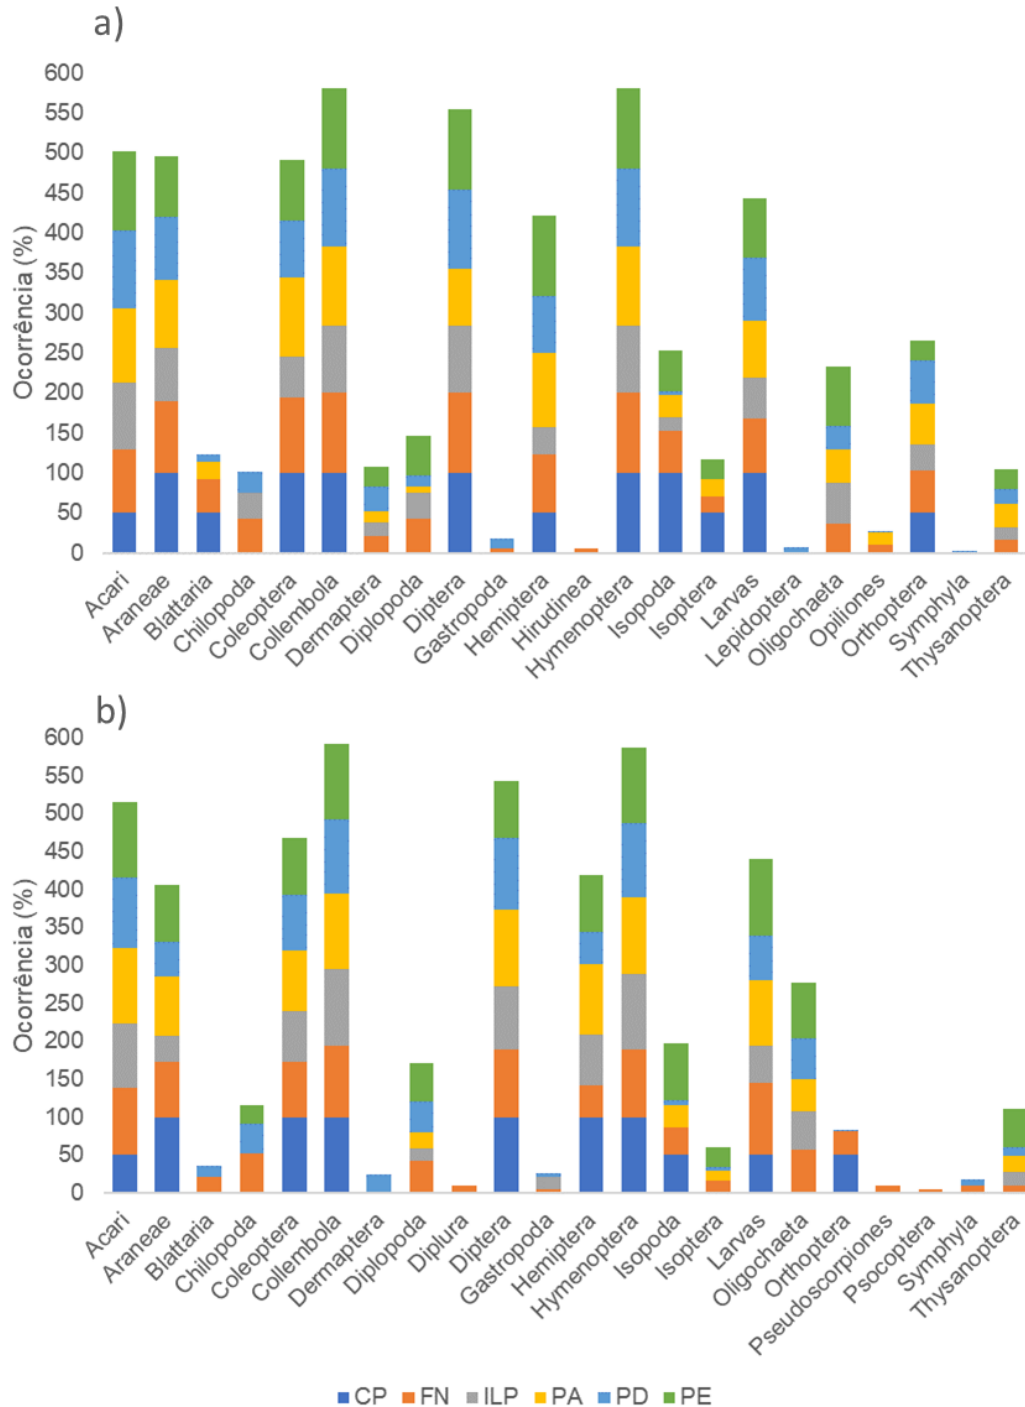 a)
600
550
500
450
400
350
300
250
200
150
100
50
0
Ocorrência (%)
Acari
Araneae
Blattaria
Chilopoda
Coleoptera
Collembola
Dermaptera
Diplopoda
Diptera
Gastropoda
Hemiptera
Hirudinea
Hymenoptera
Isopoda
Isoptera
Larvas
Lepidoptera
Oligochaeta
Opiliones
Orthoptera
Symphyla
Thysanoptera
b)
600
550
500
450
400
350
300
250
200
150
100
50
0
Ocorrência (%)
Acari
Araneae
Blattaria
Chilopoda
Coleoptera
Collembola
Dermaptera
Diplopoda
Diplura
Diptera
Gastropoda
Hemiptera
Hymenoptera
Isopoda
Isoptera
Larvas
Oligochaeta
Orthoptera
Pseudoscorpiones
Psocoptera
Symphyla
Thysanoptera
CP FN ILP PA PD PE